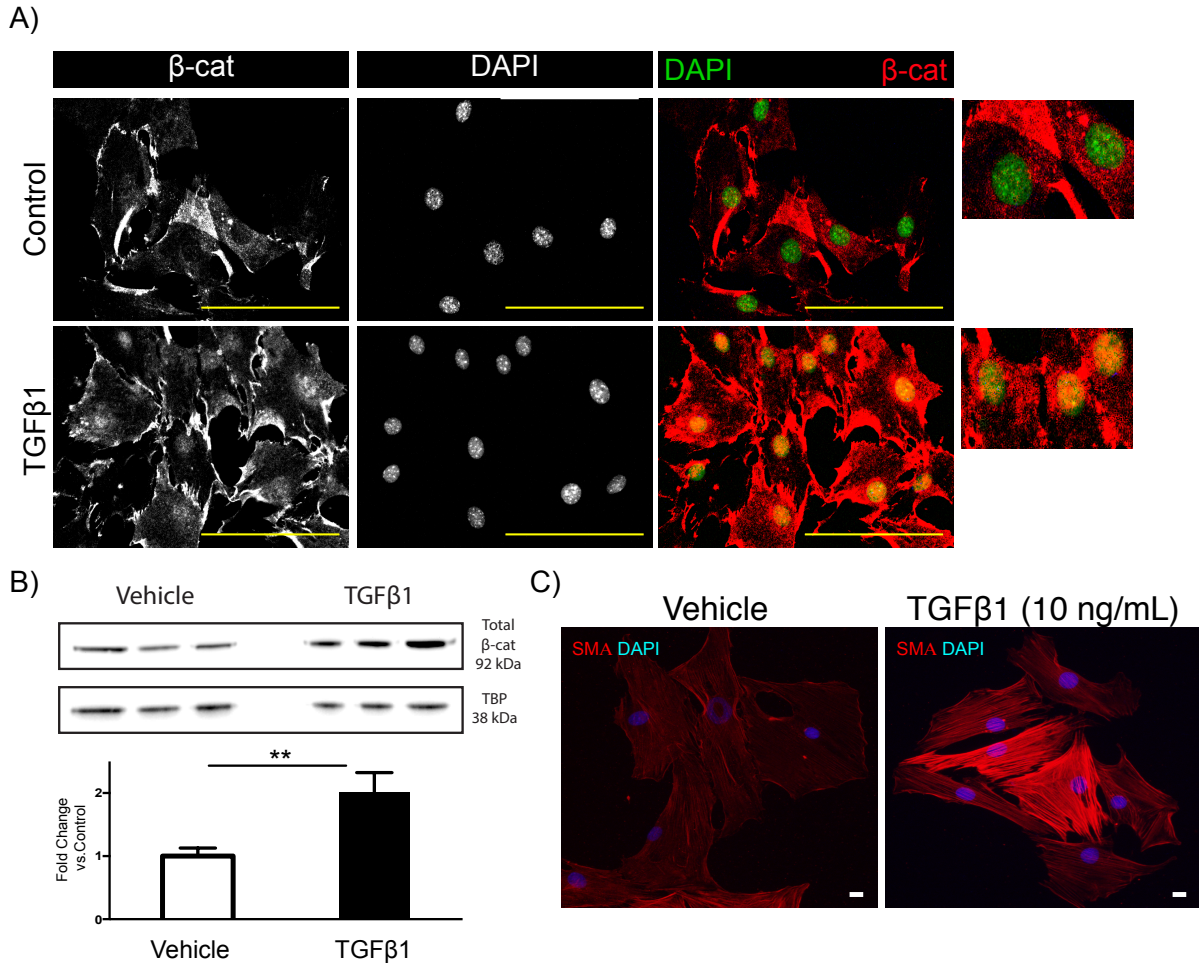 A)
β-cat
DAPI
DAPI β-cat
Control
TGFβ1
B)
Vehicle TGFβ1
Total
β-cat
92 kDa
TBP
38 kDa
**
Fold Change
vs.Control
2
1
0
Vehicle TGFβ1
C)
Vehicle
TGFβ1 (10 ng/mL)
SMA DAPI
SMA DAPI